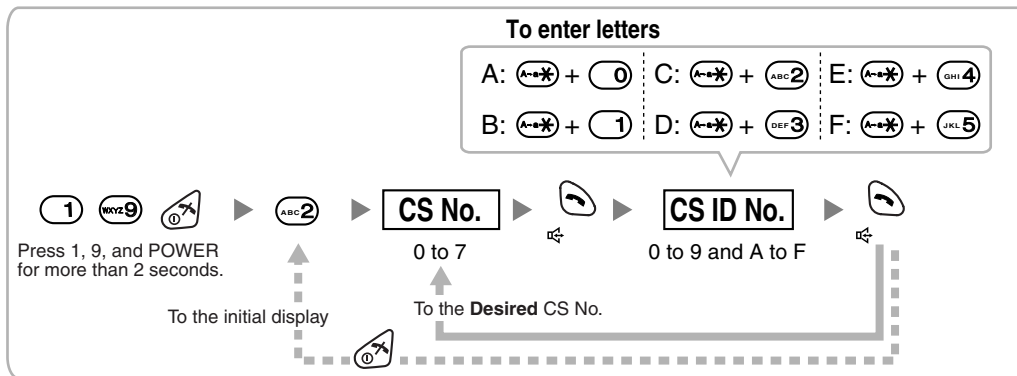 To enter letters
A: A-a* + 0 C: A-a* + ABC2 E: A-a* + GHI4
B: A-a* + 1 D: A-a* + DEF3 F: A-a* + JKL5
1 WXYZ9 ABC2 CS No. CS ID No.
Press 1, 9, and POWER
for more than 2 seconds.
0 to 7
0 to 9 and A to F
To the initial display
To the Desired CS No.